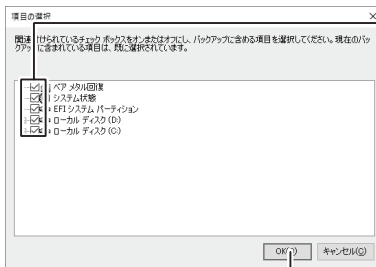 項目の選択
関連 けられているチェック ボックスをオンまたはオフにし、バックアップに含める項目を選択してください。現在のバッ
クアッ に含まれている項目は、既に選択されています。
ベア メタル回復
システム状態
EFI システム パーティション
ローカル ディスク (D:)
ローカル ディスク (C:)
OK
キャンセル(C)